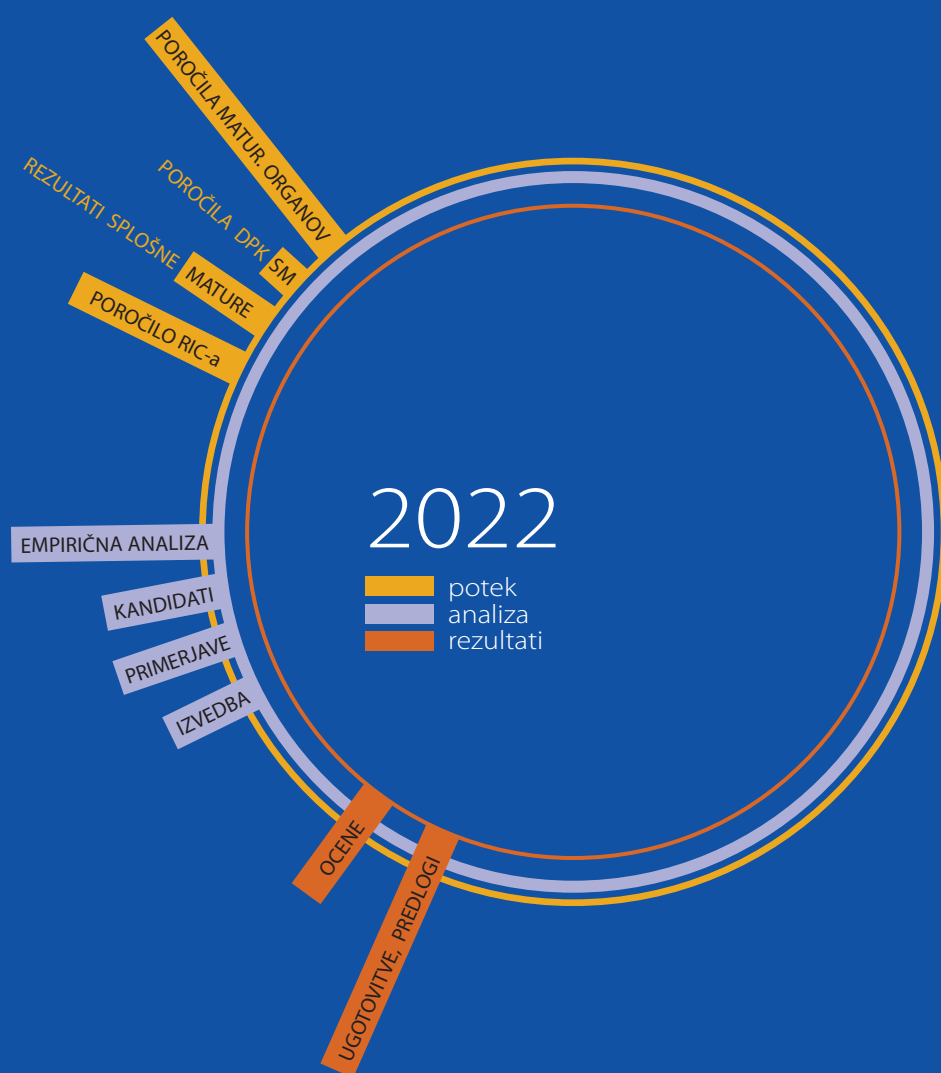 POROČILA MATUR. ORGANOV
POROČILA DPK SM
REZULTATI SPLOŠNE MATURE
POROČILO RIC-a
EMPIRIČNA ANALIZA
KANDIDATI
PRIMERJAVE
IZVEDBA
2022
potek
analiza
rezultati
OCENE
UGOTOVITVE, PREDLOGI